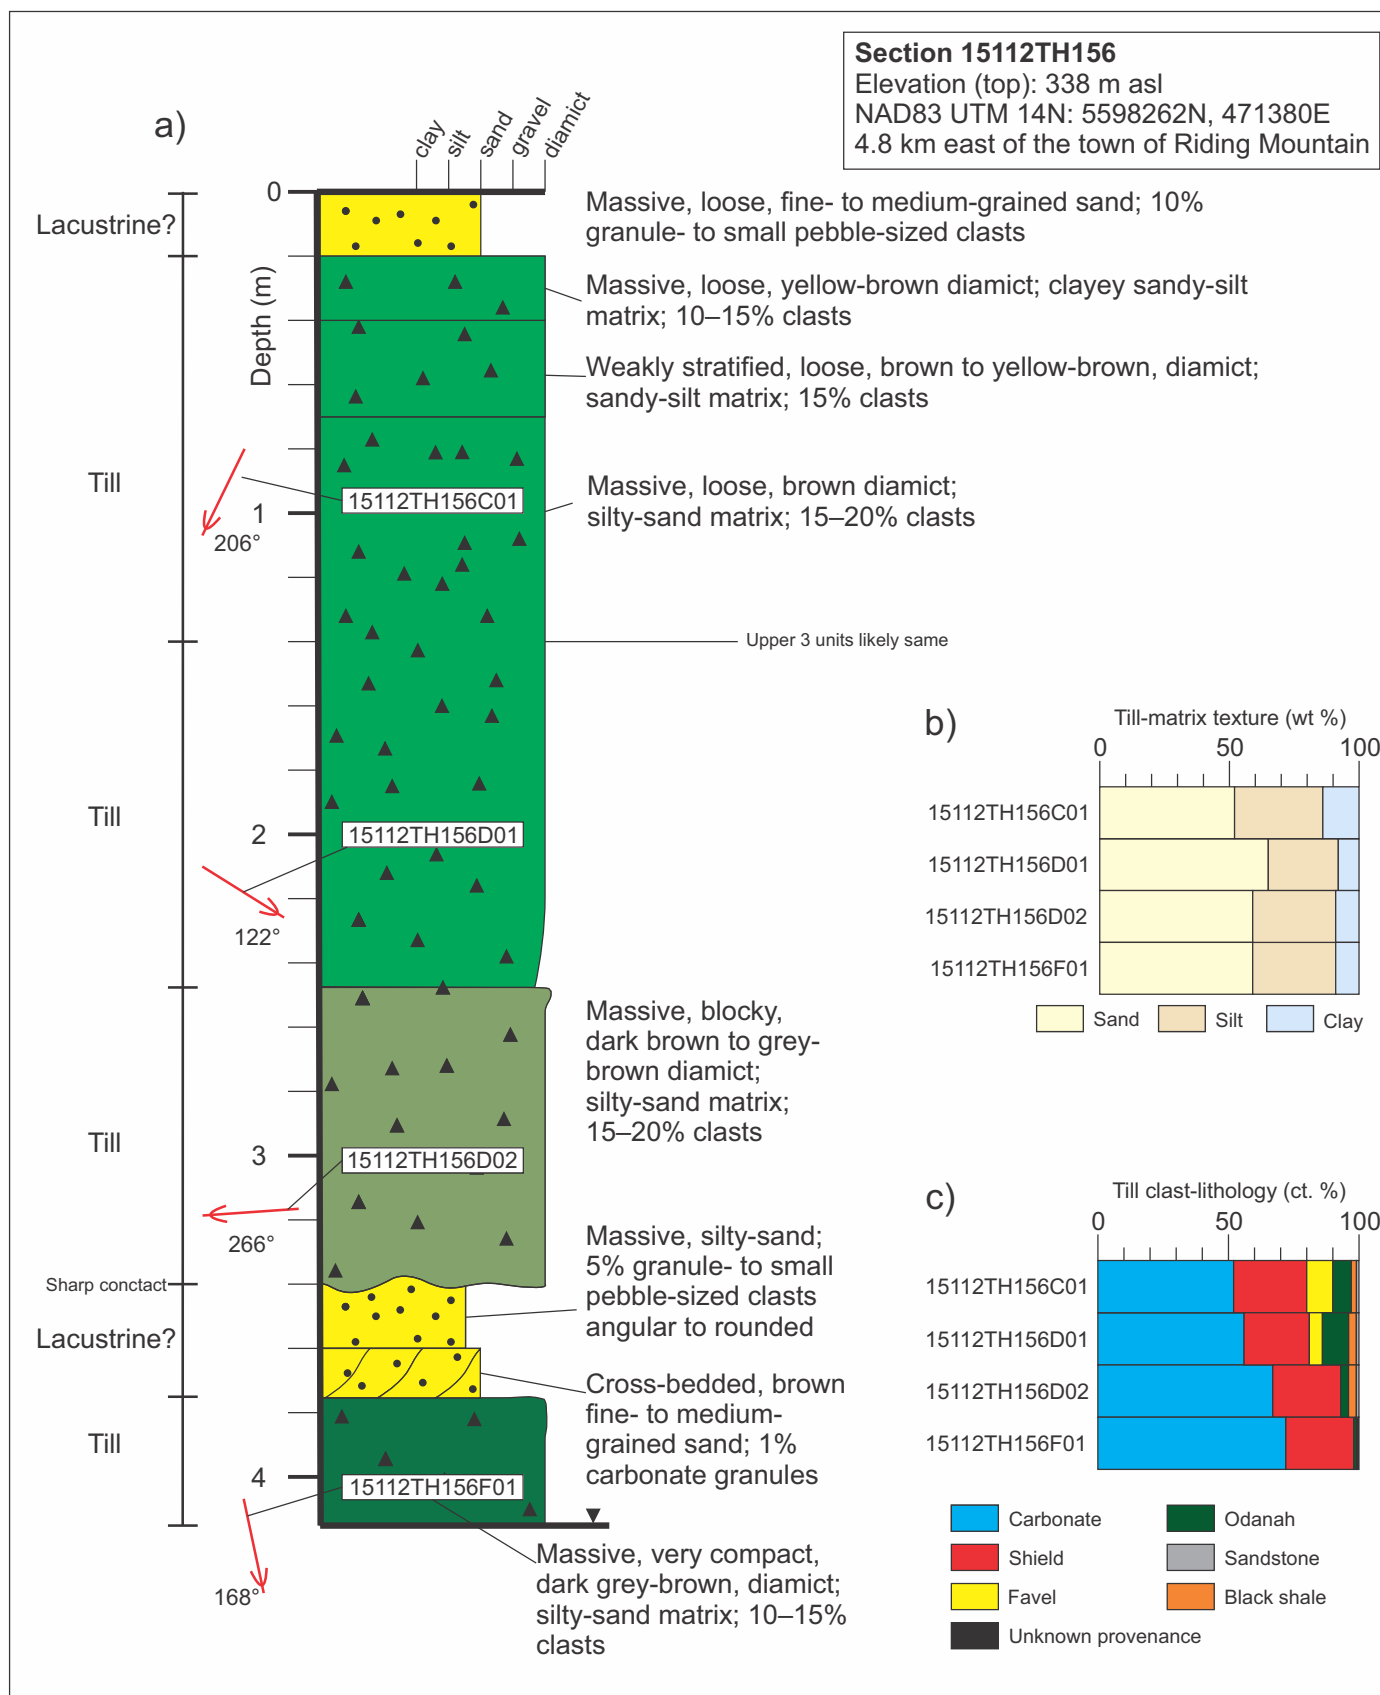 Section 15112TH156
Elevation (top): 338 m asl
NAD83 UTM 14N: 5598262N, 471380E
4.8 km east of the town of Riding Mountain
a)
clay
silt
sand
gravel
diamict
0
Depth (m)
1
2
3
4
Lacustrine?
Till
Till
Till
Sharp conctact
Lacustrine?
Till
206°
122°
266°
168°
15112TH156C01
15112TH156D01
15112TH156D02
15112TH156F01
Massive, loose, fine- to medium-grained sand; 10%
granule- to small pebble-sized clasts
Massive, loose, yellow-brown diamict; clayey sandy-silt
matrix; 10–15% clasts
Weakly stratified, loose, brown to yellow-brown, diamict;
sandy-silt matrix; 15% clasts
Massive, loose, brown diamict;
silty-sand matrix; 15–20% clasts
Upper 3 units likely same
Massive, blocky,
dark brown to grey-
brown diamict;
silty-sand matrix;
15–20% clasts
Massive, silty-sand;
5% granule- to small
pebble-sized clasts
angular to rounded
Cross-bedded, brown
fine- to medium-
grained sand; 1%
carbonate granules
Massive, very compact,
dark grey-brown, diamict;
silty-sand matrix; 10–15%
clasts
b)
Till-matrix texture (wt %)
0 50 100
15112TH156C01
15112TH156D01
15112TH156D02
15112TH156F01
Sand Silt Clay
c)
Till clast-lithology (ct. %)
0 50 100
15112TH156C01
15112TH156D01
15112TH156D02
15112TH156F01
Carbonate Odanah
Shield Sandstone
Favel Black shale
Unknown provenance